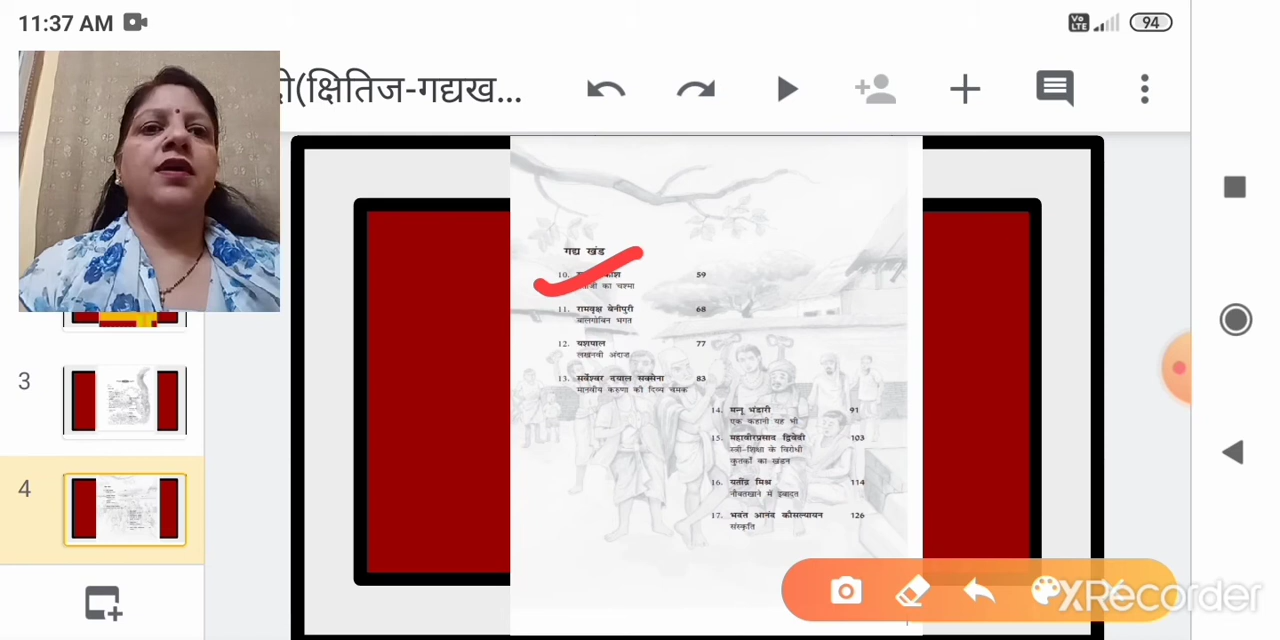 11:37 AM
Vo LTE
94
दी(क्षितिज-गद्यख...
गद्य खंड
10. काश 59
का चश्मा
11. रामवृक्ष बेनीपुरी 68
बालगोबिन भगत
12. यशपाल 77
लखनवी अंदाज़
13. सर्वेश्वर दयाल सक्सेना 83
मानवीय करुणा की दिव्य चमक
14. मन्नू भंडारी 91
एक कहानी यह भी
15. महावीरप्रसाद द्विवेदी 103
स्त्री-शिक्षा के विरोधी
कुतर्कों का खंडन
16. यतींद्र मिश्र 114
नौबतखाने में इबादत
17. भदंत आनंद कौसल्यायन 126
संस्कृति
3
4
XRecorder